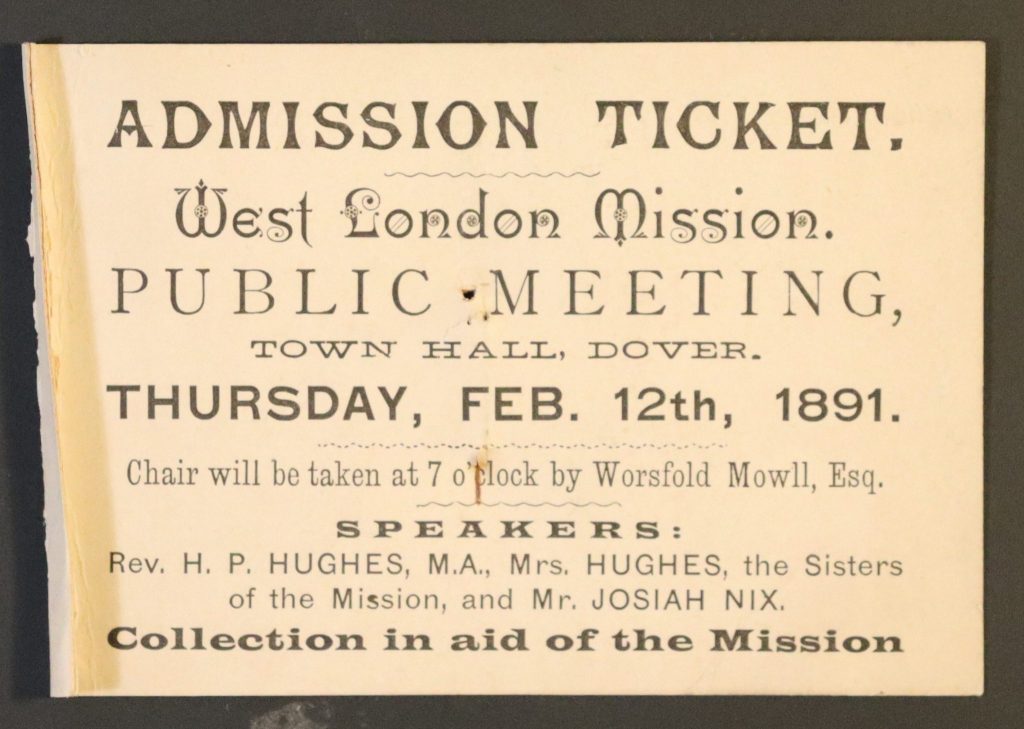 ADMISSION TICKET.
West London Mission.
PUBLIC MEETING,
TOWN HALL, DOVER.
THURSDAY, FEB. 12th, 1891.
Chair will be taken at 7 o'clock by Worsfold Mowll, Esq.
SPEAKERS:
Rev. H. P. HUGHES, M.A., Mrs. HUGHES, the Sisters
of the Mission, and Mr. JOSIAH NIX.
Collection in aid of the Mission